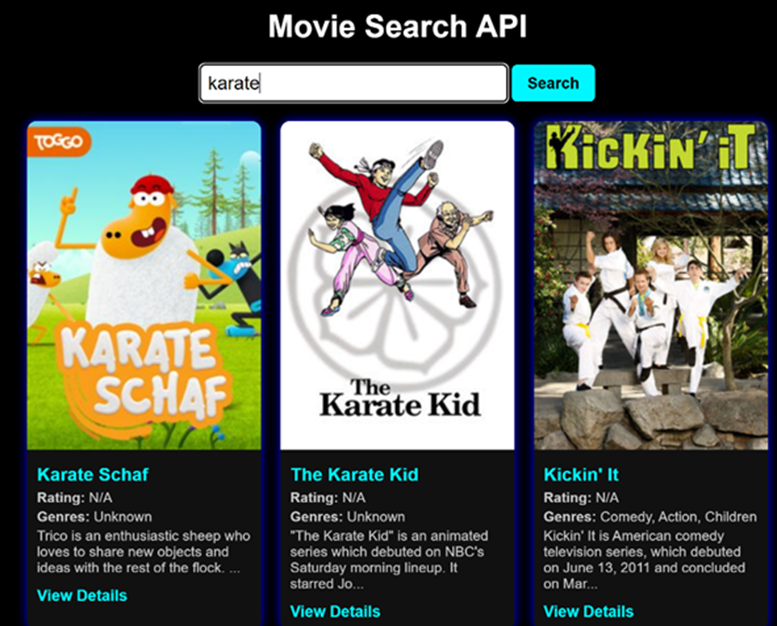 Movie Search API
karate
Search
TOGGO
KARATE
SCHAF
The
Karate Kid
KicKiN' iT
Karate Schaf
Rating: N/A
Genres: Unknown
Trico is an enthusiastic sheep who
loves to share new objects and
ideas with the rest of the flock. ...
View Details
The Karate Kid
Rating: N/A
Genres: Unknown
"The Karate Kid" is an animated
series which debuted on NBC's
Saturday morning lineup. It
starred Jo...
View Details
Kickin' It
Rating: N/A
Genres: Comedy, Action, Children
Kickin' It is American comedy
television series, which debuted
on June 13, 2011 and concluded
on Mar...
View Details